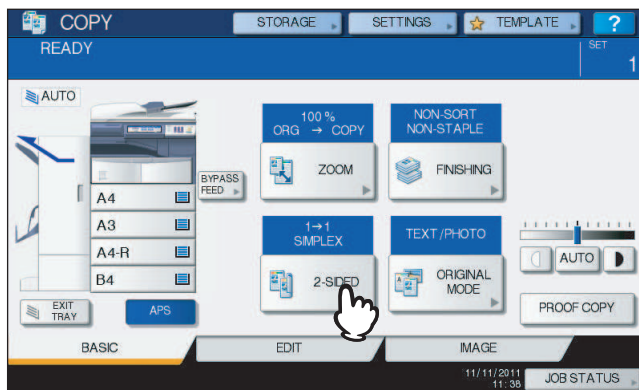 COPY
STORAGE
SETTINGS
TEMPLATE
?
READY
SET
1
AUTO
100 %
ORG → COPY
NON-SORT
NON-STAPLE
ZOOM
FINISHING
BYPASS
FEED
A4
A3
A4-R
B4
1→1
SIMPLEX
TEXT/PHOTO
2-SIDED
ORIGINAL
MODE
AUTO
EXIT
TRAY
APS
PROOF COPY
BASIC
EDIT
IMAGE
11/11/2011
11:38
JOB STATUS